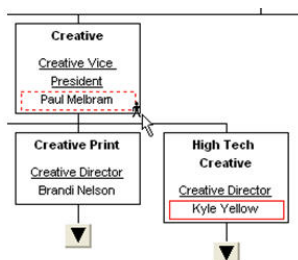 Creative
Creative Vice
President
Paul Melbram
Creative Print
Creative Director
Brandi Nelson
High Tech
Creative
Creative Director
Kyle Yellow